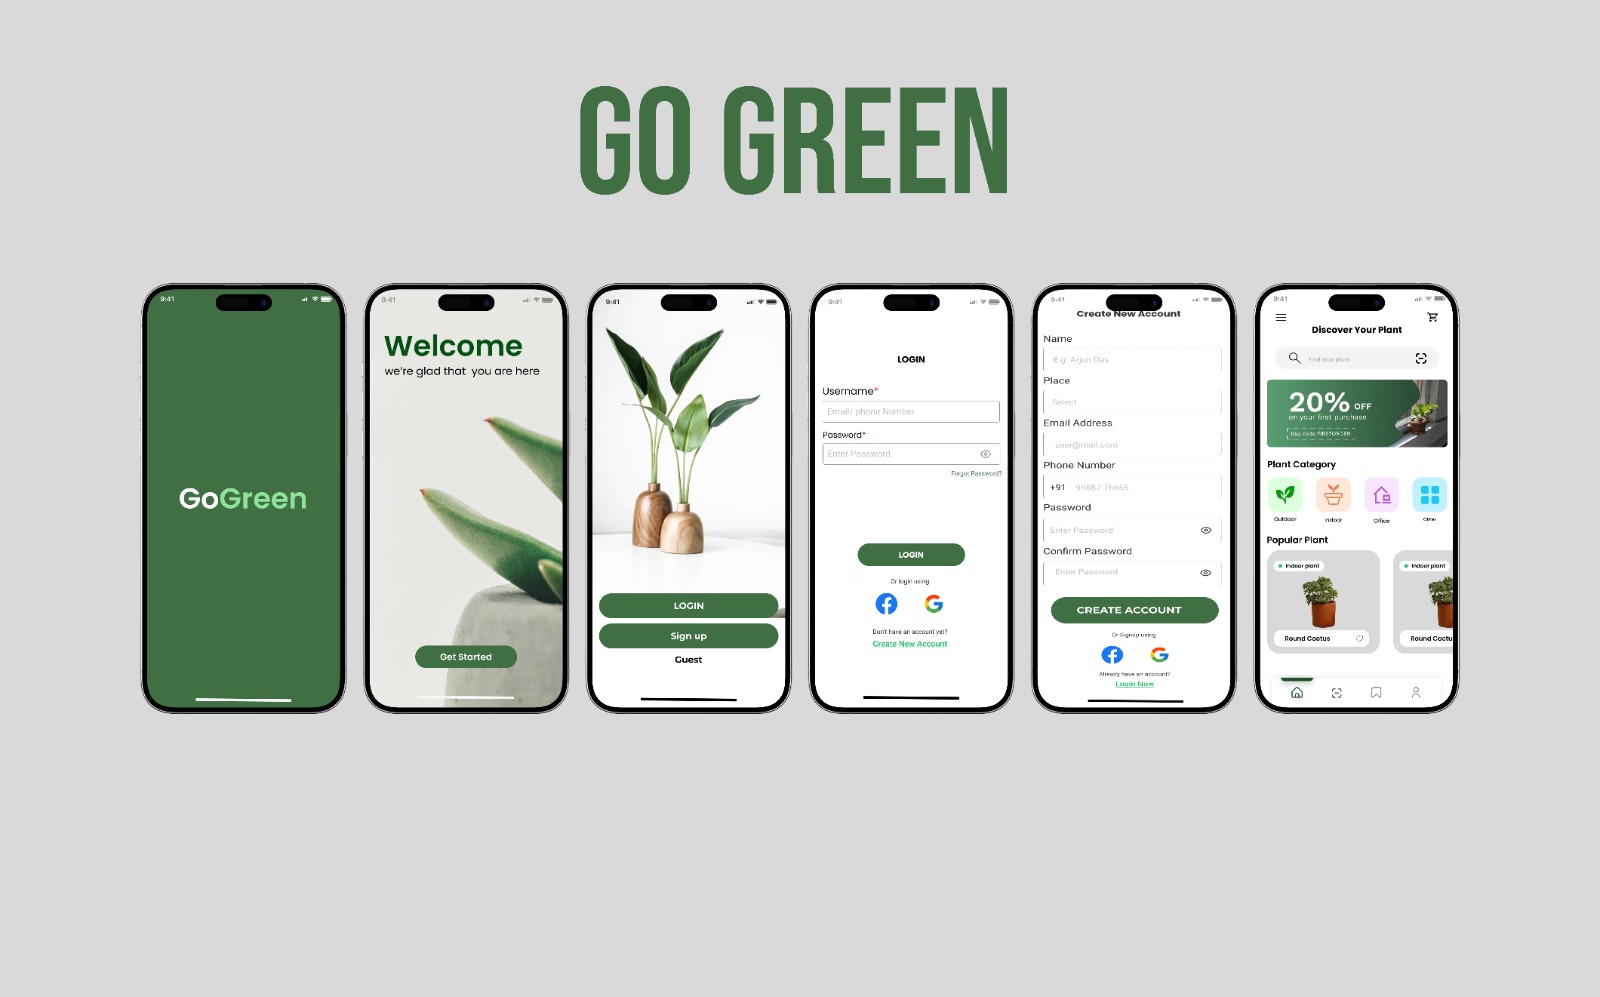 GO GREEN
9:41
GoGreen
9:41
Welcome
we're glad that you are here
Get Started
9:41
LOGIN
Sign up
Guest
9:41
LOGIN
Username*
Email/ phone Number
Password*
Enter Password
Forgot Password?
LOGIN
Or login using
Don't have an account yet?
Create New Account
9:41
Create New Account
Name
E.g. Arjun Das
Place
Select
Email Address
user@mail.com
Phone Number
+91 99887 76655
Password
Enter Password
Confirm Password
Enter Password
CREATE ACCOUNT
Or Signup using
Already have an account?
Login Now
9:41
Discover Your Plant
Find your plant
20% OFF
on your first purchase
Use code:
Plant Category
Outdoor Indoor Office
Popular Plant
Indoor plant Indoor plant
Round Cactus Round Cactu